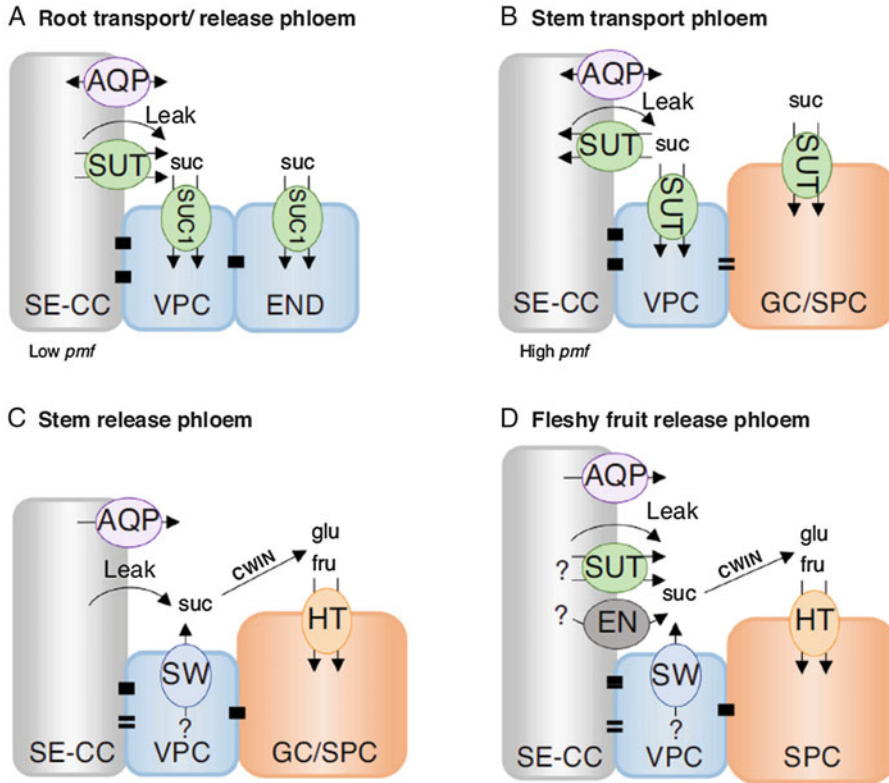 A Root transport/ release phloem
AQP
Leak
SUT
suc
suc
SUC1
SUC1
SE-CC
VPC
END
Low pmf
B Stem transport phloem
AQP
Leak
suc
SUT
suc
SUT
SUT
SE-CC
VPC
GC/SPC
High pmf
C Stem release phloem
AQP
Leak
suc
CWIN
glu
fru
HT
SW
?
SE-CC
VPC
GC/SPC
D Fleshy fruit release phloem
AQP
Leak
? SUT
suc
CWIN
glu
fru
? EN
HT
SW
?
SE-CC
VPC
SPC